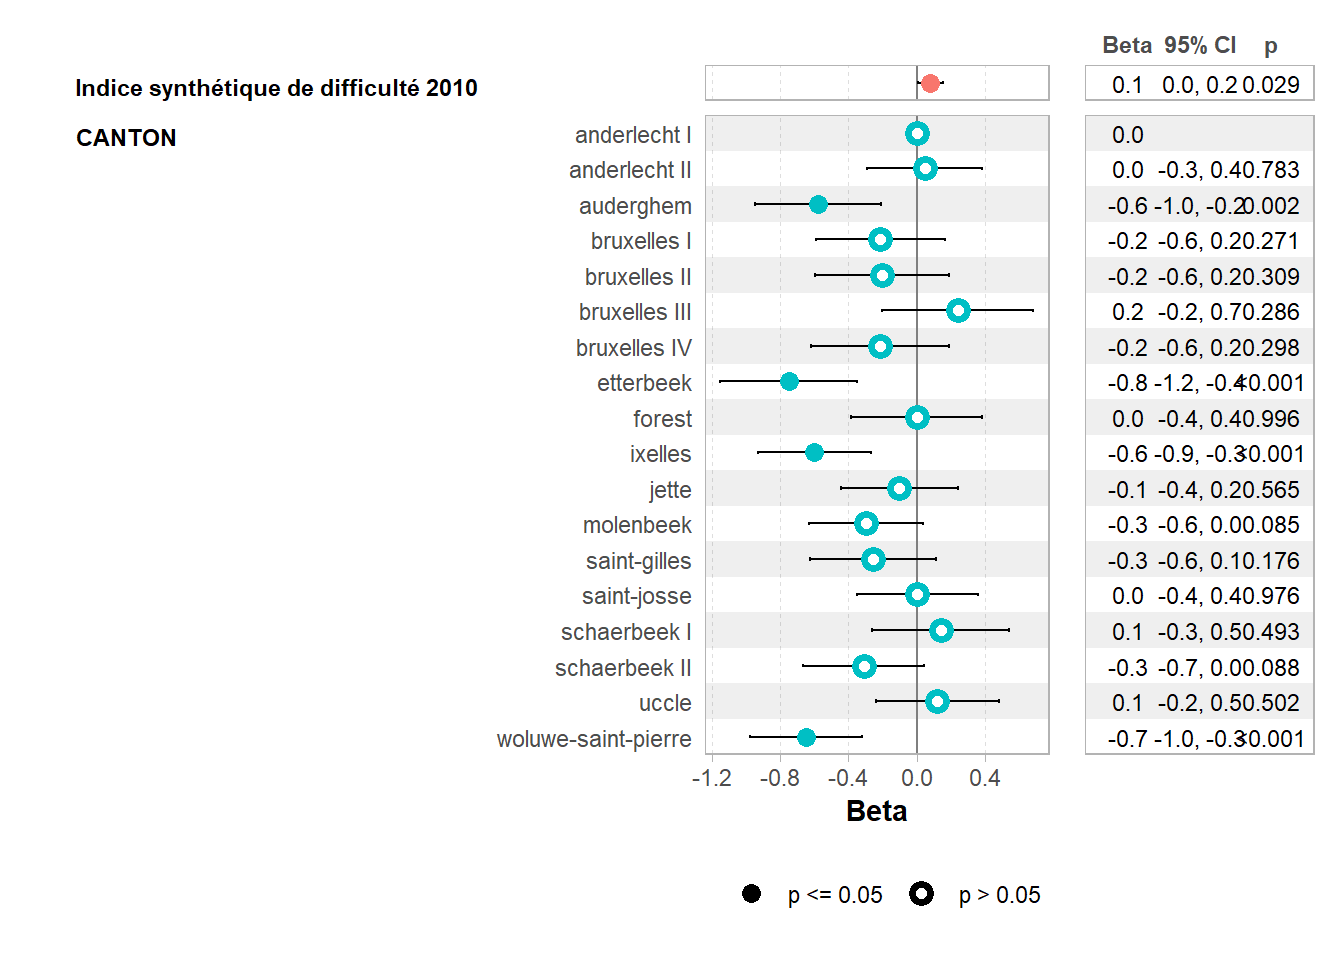 Beta 95% CI p
Indice synthétique de difficulté 2010 0.1 0.0, 0.2 0.029
CANTON anderlecht I 0.0
anderlecht II 0.0 -0.3, 0.4 0.783
auderghem -0.6 -1.0, -0.2 0.002
bruxelles I -0.2 -0.6, 0.2 0.271
bruxelles II -0.2 -0.6, 0.2 0.309
bruxelles III 0.2 -0.2, 0.7 0.286
bruxelles IV -0.2 -0.6, 0.2 0.298
etterbeek -0.8 -1.2, -0.4 <0.001
forest 0.0 -0.4, 0.4 0.996
ixelles -0.6 -0.9, -0.3 <0.001
jette -0.1 -0.4, 0.2 0.565
molenbeek -0.3 -0.6, 0.0 0.085
saint-gilles -0.3 -0.6, 0.1 0.176
saint-josse 0.0 -0.4, 0.4 0.976
schaerbeek I 0.1 -0.3, 0.5 0.493
schaerbeek II -0.3 -0.7, 0.0 0.088
uccle 0.1 -0.2, 0.5 0.502
woluwe-saint-pierre -0.7 -1.0, -0.3 <0.001
-1.2 -0.8 -0.4 0.0 0.4
Beta
p <= 0.05 p > 0.05